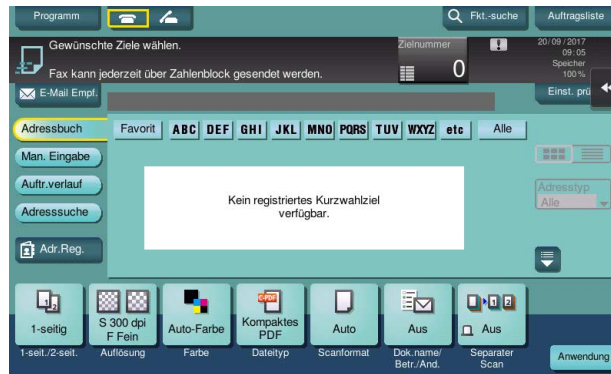 Programm
Fkt.-suche
Auftragsliste
Gewünschte Ziele wählen.
Fax kann jederzeit über Zahlenblock gesendet werden.
Zielnummer
0
20/09/2017
09:05
Speicher
100 %
E-Mail Empf.
Einst. prü
Adressbuch
Favorit ABC DEF GHI JKL MNO PQRS TUV WXYZ etc Alle
Man. Eingabe
Auftr.verlauf
Adresssuche
Adr.Reg.
Kein registriertes Kurzwahlziel
verfügbar.
Adresstyp
Alle
1-seitig
S 300 dpi
F Fein
Auto-Farbe
Kompaktes
PDF
Auto
Aus
Aus
1-seit./2-seit.
Auflösung
Farbe
Dateityp
Scanformat
Dok.name/
Betr./And.
Separater
Scan
Anwendung